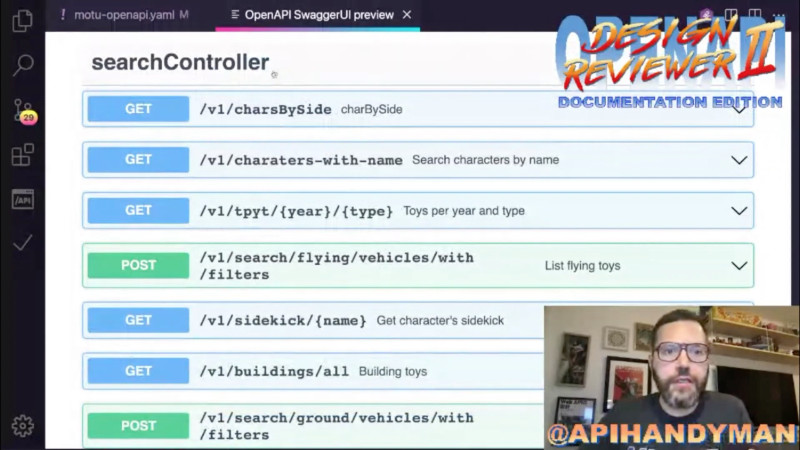 motu-openapi.yaml M
OpenAPI SwaggerUI preview
OPENAPI
DESIGN
REVIEWER II
DOCUMENTATION EDITION
searchController
GET /v1/charsBySide charBySide
GET /v1/charaters-with-name Search characters by name
GET /v1/tpyt/{year}/{type} Toys per year and type
POST /v1/search/flying/vehicles/with
/filters List flying toys
GET /v1/sidekick/{name} Get character's sidekick
GET /v1/buildings/all Building toys
POST /v1/search/ground/vehicles/with
/filters
29
/API
@APIHANDYMAN